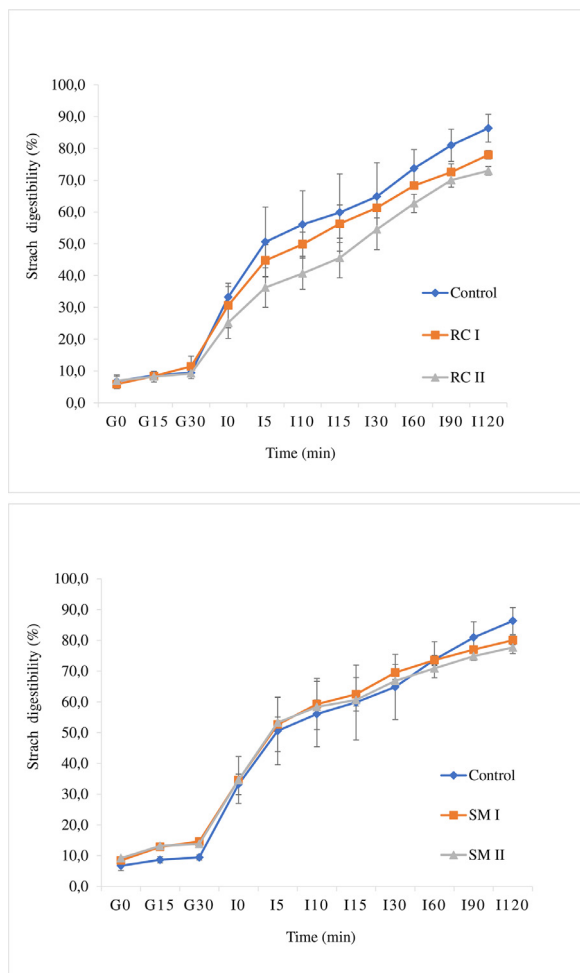 100,0
90,0
80,0
70,0
60,0
50,0
40,0
30,0
20,0
10,0
0,0
Strach digestibility (%)
Control
RC I
RC II
G0 G15 G30 I0 I5 I10 I15 I30 I60 I90 I120
Time (min)
100,0
90,0
80,0
70,0
60,0
50,0
40,0
30,0
20,0
10,0
0,0
Strach digestibility (%)
Control
SM I
SM II
G0 G15 G30 I0 I5 I10 I15 I30 I60 I90 I120
Time (min)